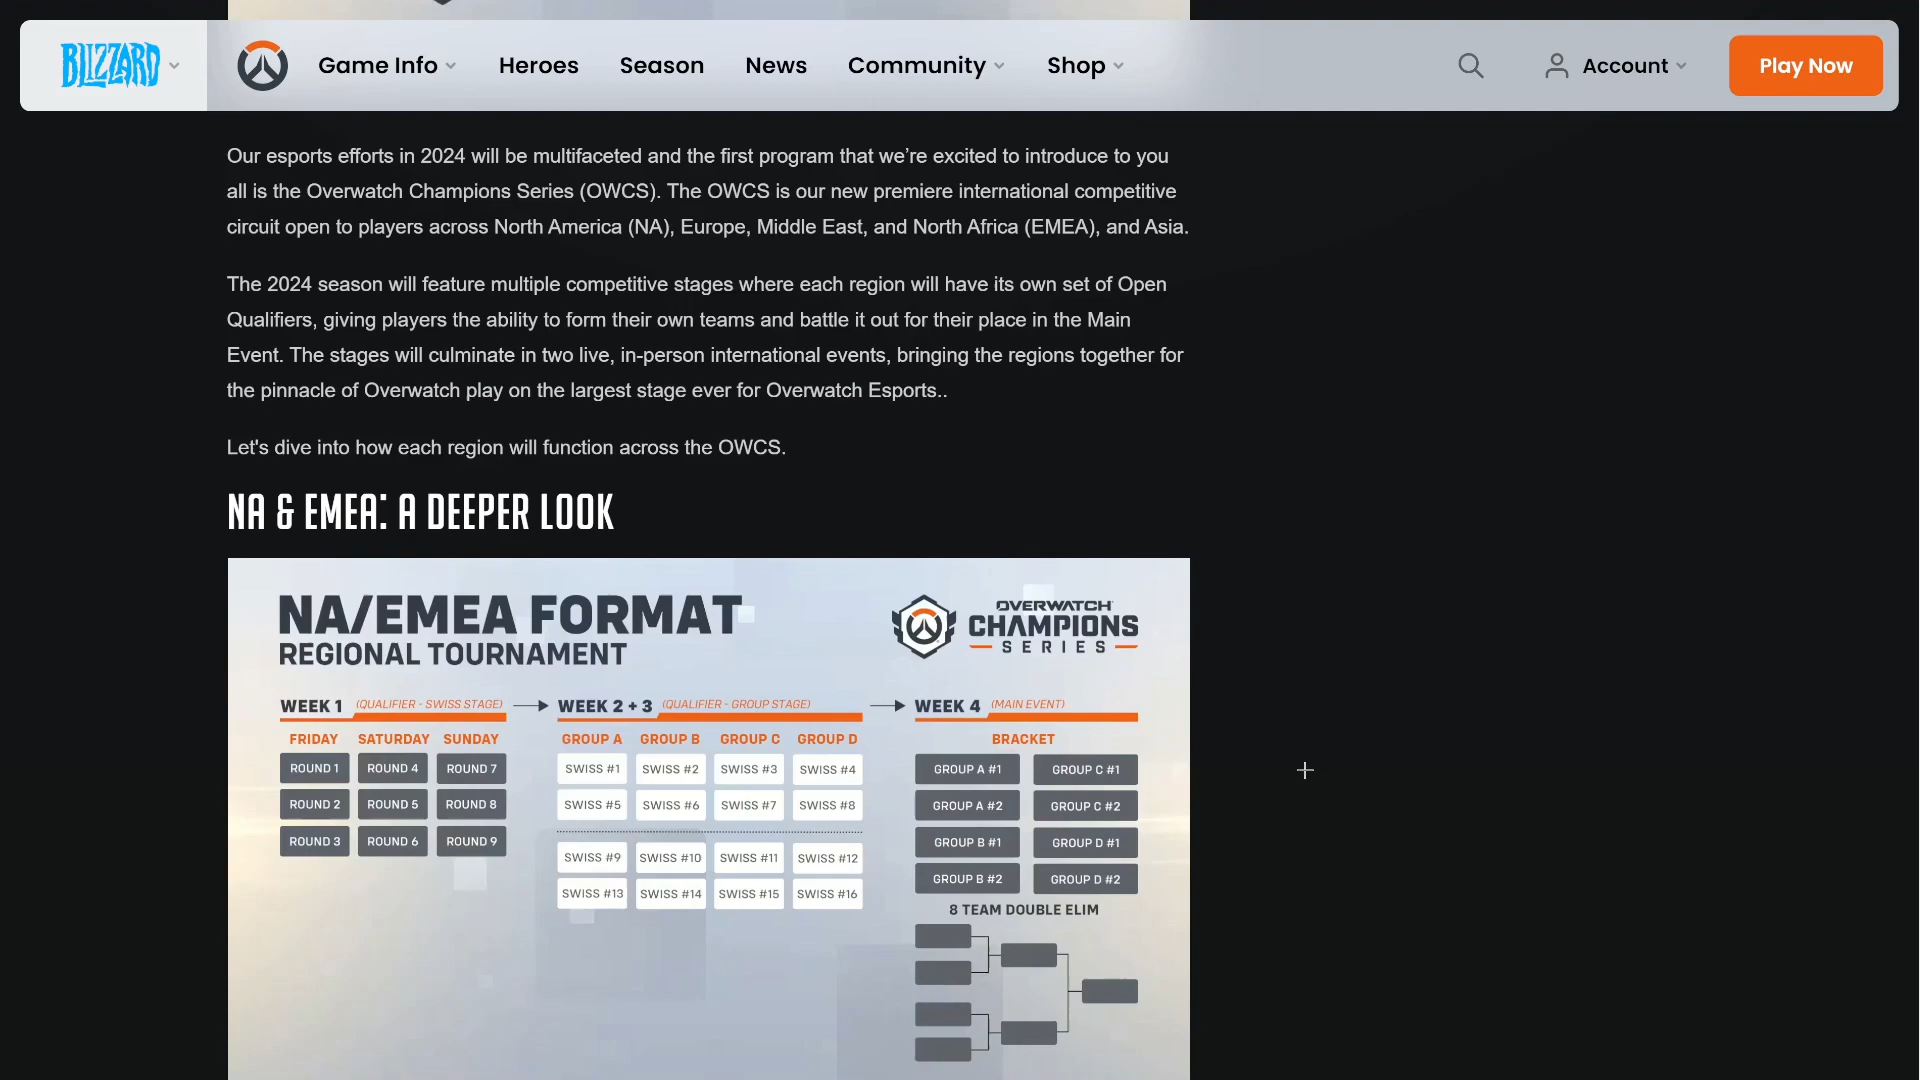 BLIZZARD
Game Info Heroes Season News Community Shop Account Play Now
Our esports efforts in 2024 will be multifaceted and the first program that we’re excited to introduce to you
all is the Overwatch Champions Series (OWCS). The OWCS is our new premiere international competitive
circuit open to players across North America (NA), Europe, Middle East, and North Africa (EMEA), and Asia.
The 2024 season will feature multiple competitive stages where each region will have its own set of Open
Qualifiers, giving players the ability to form their own teams and battle it out for their place in the Main
Event. The stages will culminate in two live, in-person international events, bringing the regions together for
the pinnacle of Overwatch play on the largest stage ever for Overwatch Esports..
Let's dive into how each region will function across the OWCS.
NA & EMEA: A DEEPER LOOK
NA/EMEA FORMAT
REGIONAL TOURNAMENT
OVERWATCH
CHAMPIONS
SERIES
WEEK 1 (QUALIFIER - SWISS STAGE)
FRIDAY SATURDAY SUNDAY
ROUND 1 ROUND 4 ROUND 7
ROUND 2 ROUND 5 ROUND 8
ROUND 3 ROUND 6 ROUND 9
WEEK 2 + 3 (QUALIFIER - GROUP STAGE)
GROUP A GROUP B GROUP C GROUP D
SWISS #1 SWISS #2 SWISS #3 SWISS #4
SWISS #5 SWISS #6 SWISS #7 SWISS #8
SWISS #9 SWISS #10 SWISS #11 SWISS #12
SWISS #13 SWISS #14 SWISS #15 SWISS #16
WEEK 4 (MAIN EVENT)
BRACKET
GROUP A #1 GROUP C #1
GROUP A #2 GROUP C #2
GROUP B #1 GROUP D #1
GROUP B #2 GROUP D #2
8 TEAM DOUBLE ELIM